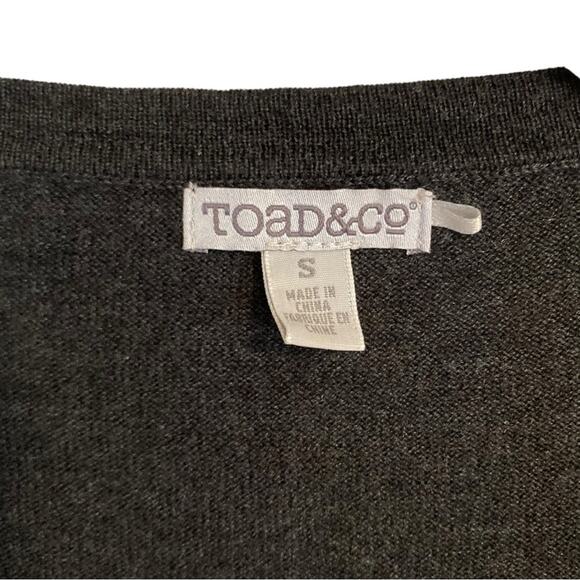 TOAD&CO®
S
MADE IN
CHINA
FABRIQUE EN
CHINE